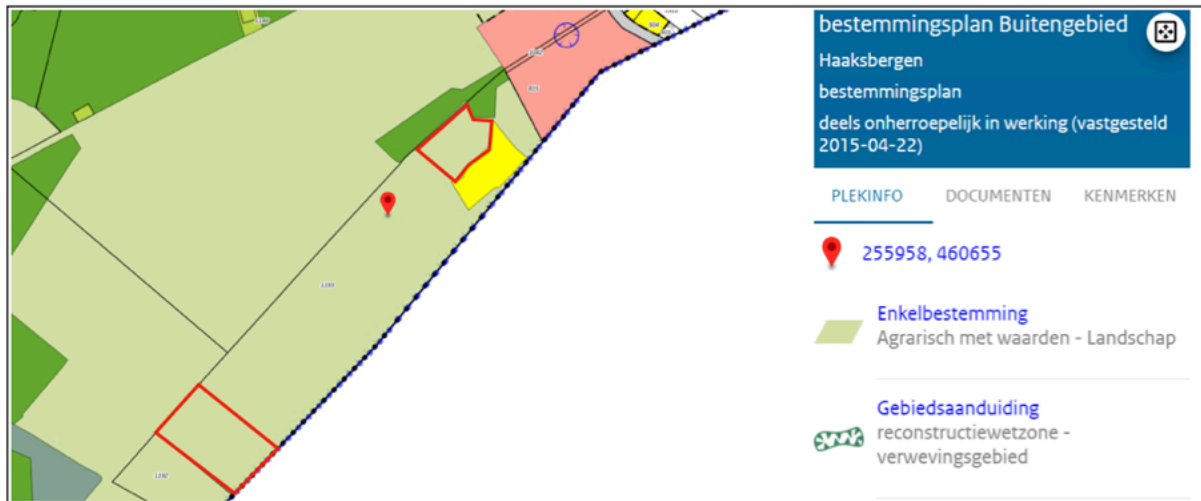 bestemmingsplan Buitengebied
Haaksbergen
bestemmingsplan
deels onherroepelijk in werking (vastgesteld
2015-04-22)
PLEKINFO DOCUMENTEN KENMERKEN
255958, 460655
Enkelbestemming
Agrarisch met waarden - Landschap
Gebiedsaanduiding
reconstructiewetzone -
verwevingsgebied